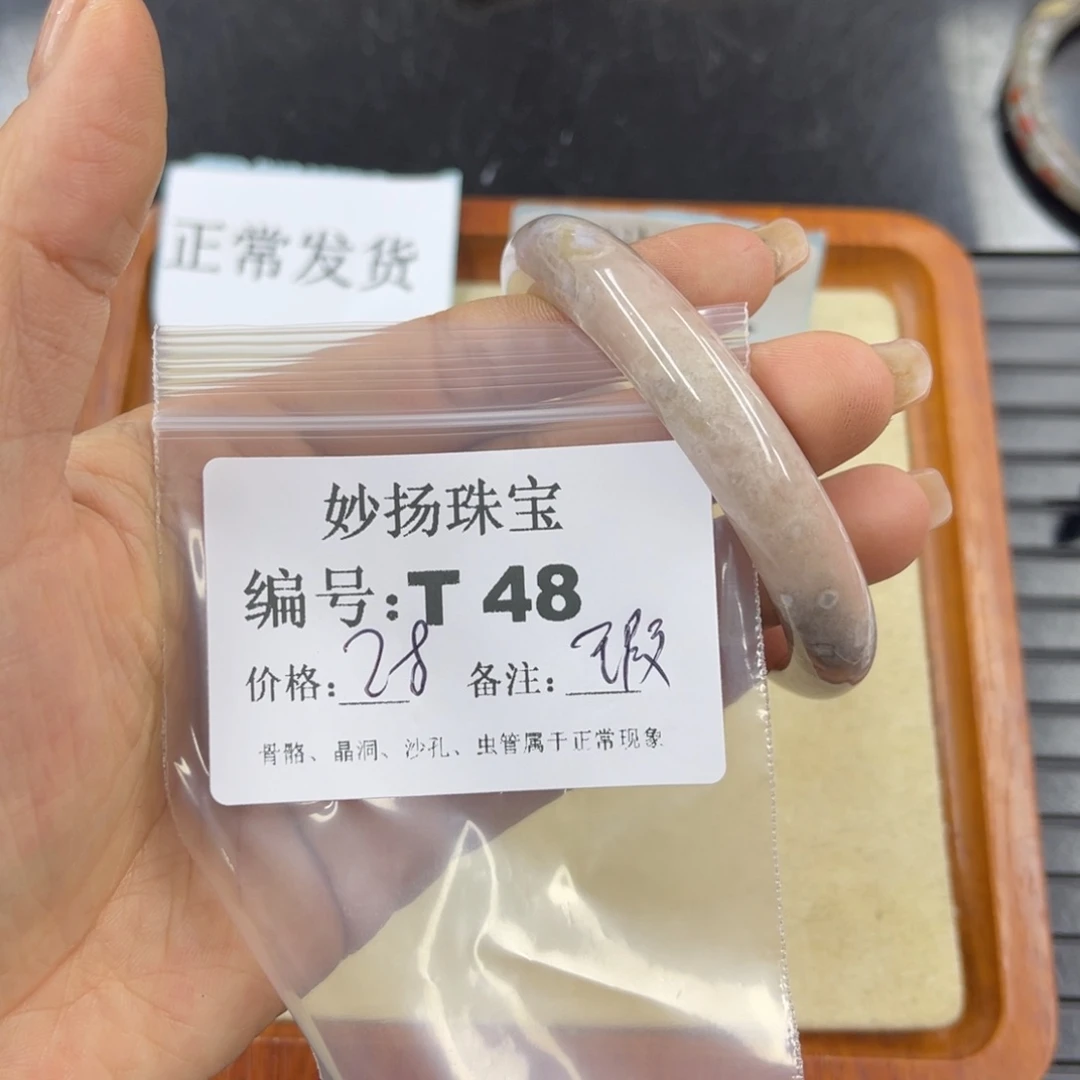 正常发货
妙扬珠宝
编号:T 48
价格:28 备注:瑕
骨骼、晶洞、沙孔、虫管属于正常现象